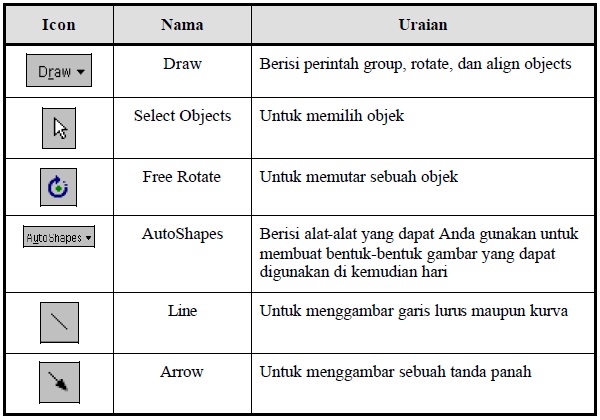 Icon Nama Uraian
Draw Draw Berisi perintah group, rotate, dan align objects
Select Objects Untuk memilih objek
Free Rotate Untuk memutar sebuah objek
AutoShapes AutoShapes Berisi alat-alat yang dapat Anda gunakan untuk
membuat bentuk-bentuk gambar yang dapat
digunakan di kemudian hari
Line Untuk menggambar garis lurus maupun kurva
Arrow Untuk menggambar sebuah tanda panah